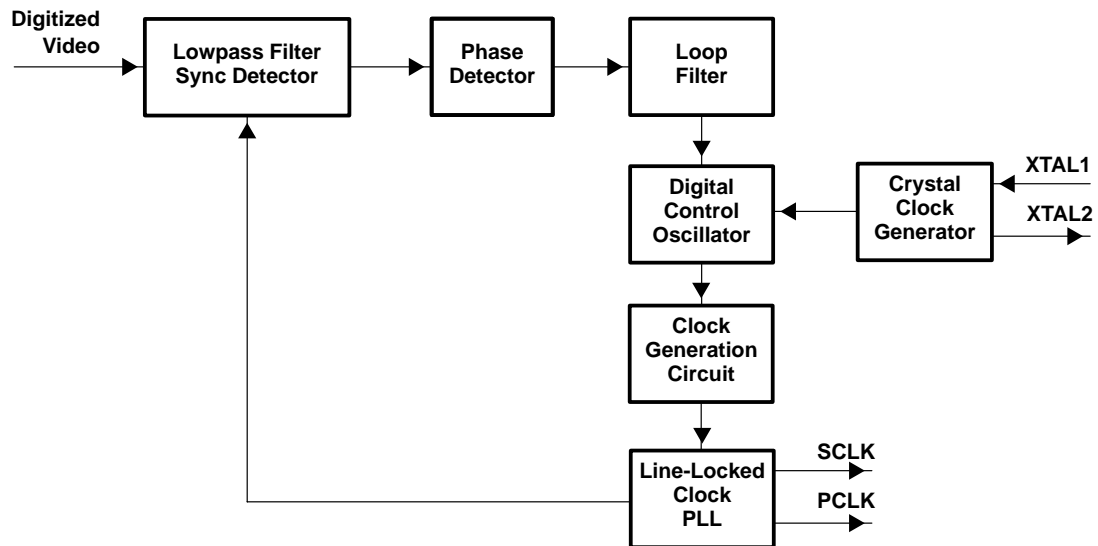 Digitized
Video
Lowpass Filter
Sync Detector
Phase
Detector
Loop
Filter
Digital
Control
Oscillator
Crystal
Clock
Generator
XTAL1
XTAL2
Clock
Generation
Circuit
Line-Locked
Clock
PLL
SCLK
PCLK